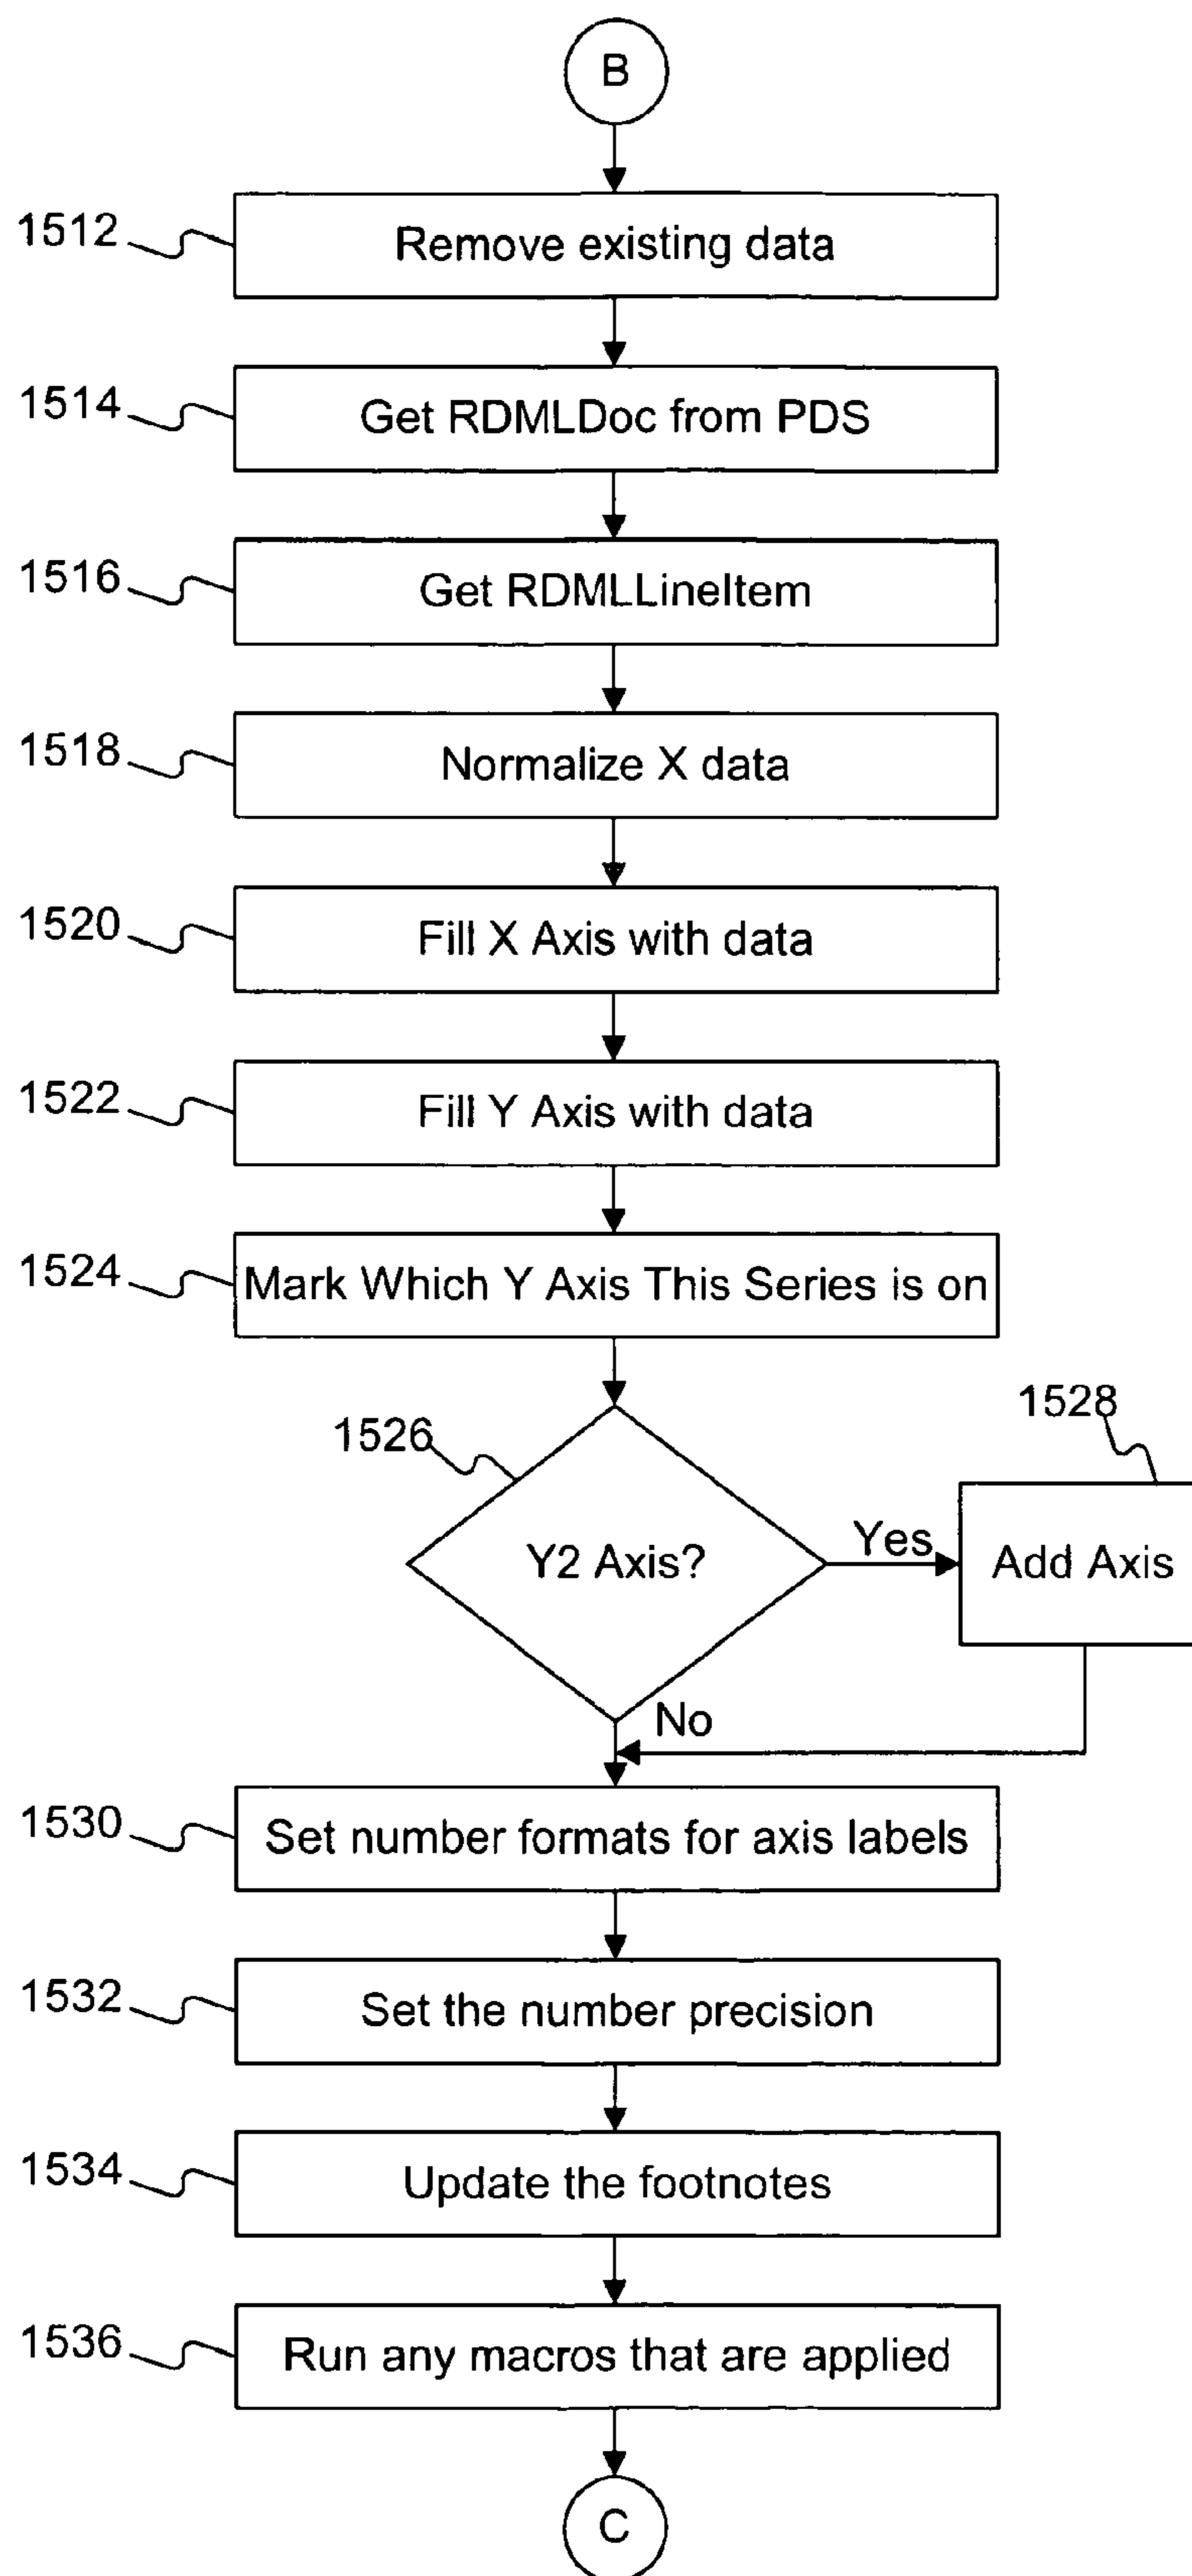 B
1512 Remove existing data
1514 Get RDMLDoc from PDS
1516 Get RDMLLineItem
1518 Normalize X data
1520 Fill X Axis with data
1522 Fill Y Axis with data
1524 Mark Which Y Axis This Series is on
1526
1528
Y2 Axis?
Yes
Add Axis
No
1530 Set number formats for axis labels
1532 Set the number precision
1534 Update the footnotes
1536 Run any macros that are applied
C